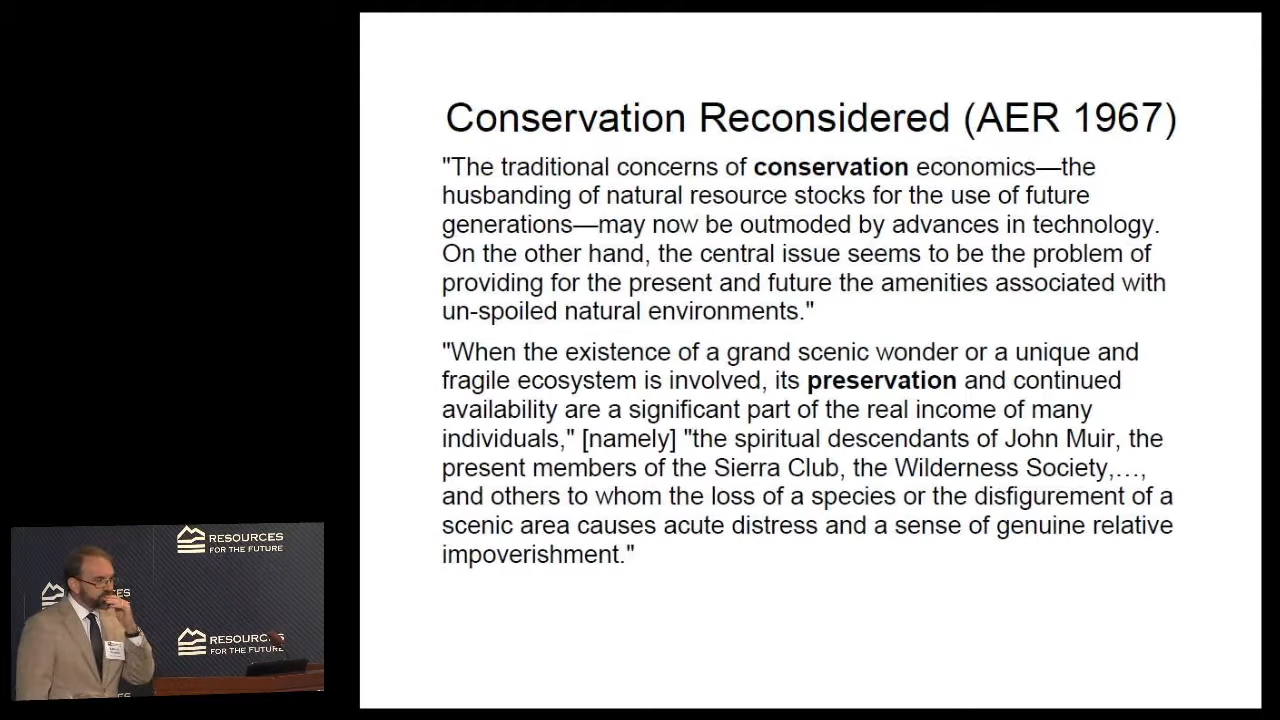 Conservation Reconsidered (AER 1967)
"The traditional concerns of conservation economics—the
husbanding of natural resource stocks for the use of future
generations—may now be outmoded by advances in technology.
On the other hand, the central issue seems to be the problem of
providing for the present and future the amenities associated with
un-spoiled natural environments."
"When the existence of a grand scenic wonder or a unique and
fragile ecosystem is involved, its preservation and continued
availability are a significant part of the real income of many
individuals," [namely] "the spiritual descendants of John Muir, the
present members of the Sierra Club, the Wilderness Society,…,
and others to whom the loss of a species or the disfigurement of a
scenic area causes acute distress and a sense of genuine relative
impoverishment."
RESOURCES
FOR THE FUTURE
RESOURCES
FOR THE FUTURE